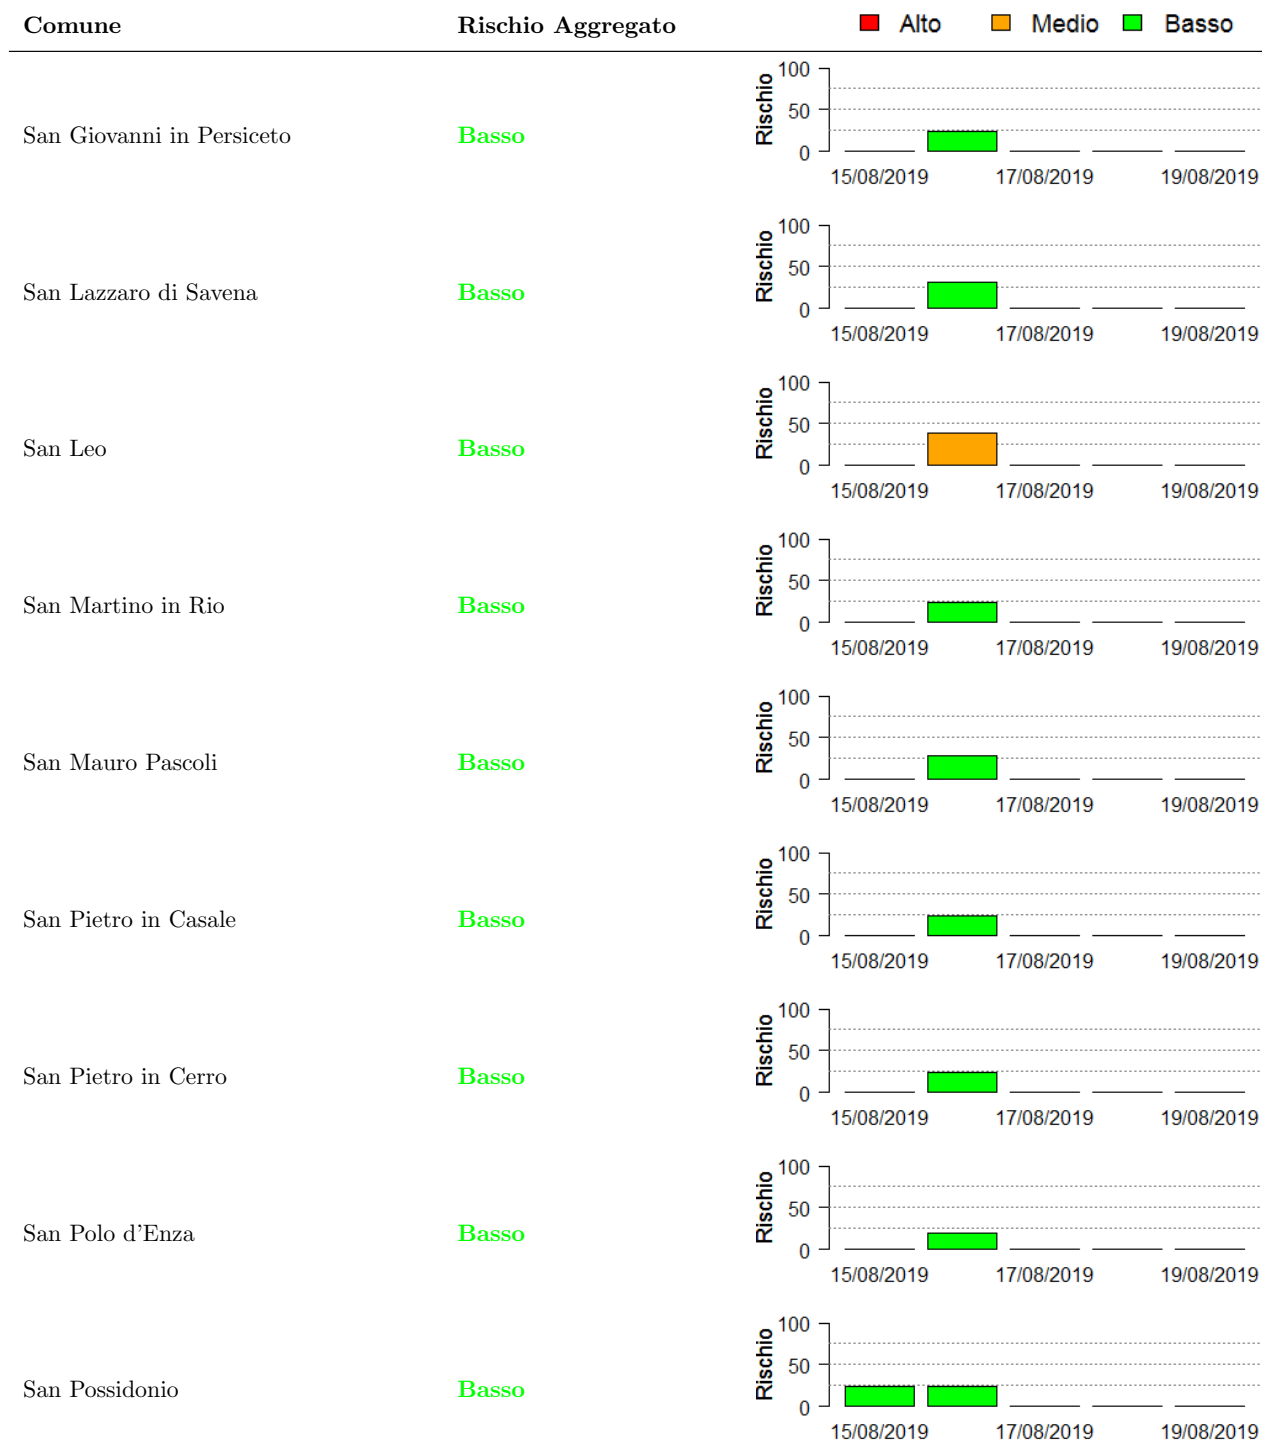 Comune Rischio Aggregato Alto Medio Basso
100
50
0
Rischio
San Giovanni in Persiceto Basso
15/08/2019 17/08/2019 19/08/2019
100
50
0
Rischio
San Lazzaro di Savena Basso
15/08/2019 17/08/2019 19/08/2019
100
50
0
Rischio
San Leo Basso
15/08/2019 17/08/2019 19/08/2019
100
50
0
Rischio
San Martino in Rio Basso
15/08/2019 17/08/2019 19/08/2019
100
50
0
Rischio
San Mauro Pascoli Basso
15/08/2019 17/08/2019 19/08/2019
100
50
0
Rischio
San Pietro in Casale Basso
15/08/2019 17/08/2019 19/08/2019
100
50
0
Rischio
San Pietro in Cerro Basso
15/08/2019 17/08/2019 19/08/2019
100
50
0
Rischio
San Polo d'Enza Basso
15/08/2019 17/08/2019 19/08/2019
100
50
0
Rischio
San Possidonio Basso
15/08/2019 17/08/2019 19/08/2019